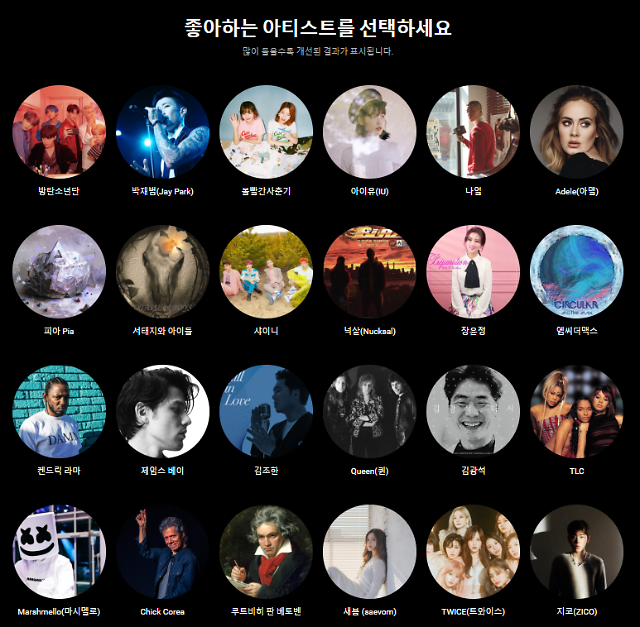 좋아하는 아티스트를 선택하세요
많이 들을수록 개선된 결과가 표시됩니다.
방탄소년단
박재범(Jay Park)
볼빨간사춘기
아이유(IU)
나얼
Adele(아델)
피아 Pia
서태지와 아이들
샤이니
넉살(Nucksal)
장윤정
엠씨더맥스
CIRCULAR
켄드릭 라마
제임스 베이
김조한
Queen(퀸)
김광석
TLC
in
Love
Marshmello(마시멜로)
Chick Corea
루트비히 판 베토벤
새봄 (saevom)
TWICE(트와이스)
지코(ZICO)